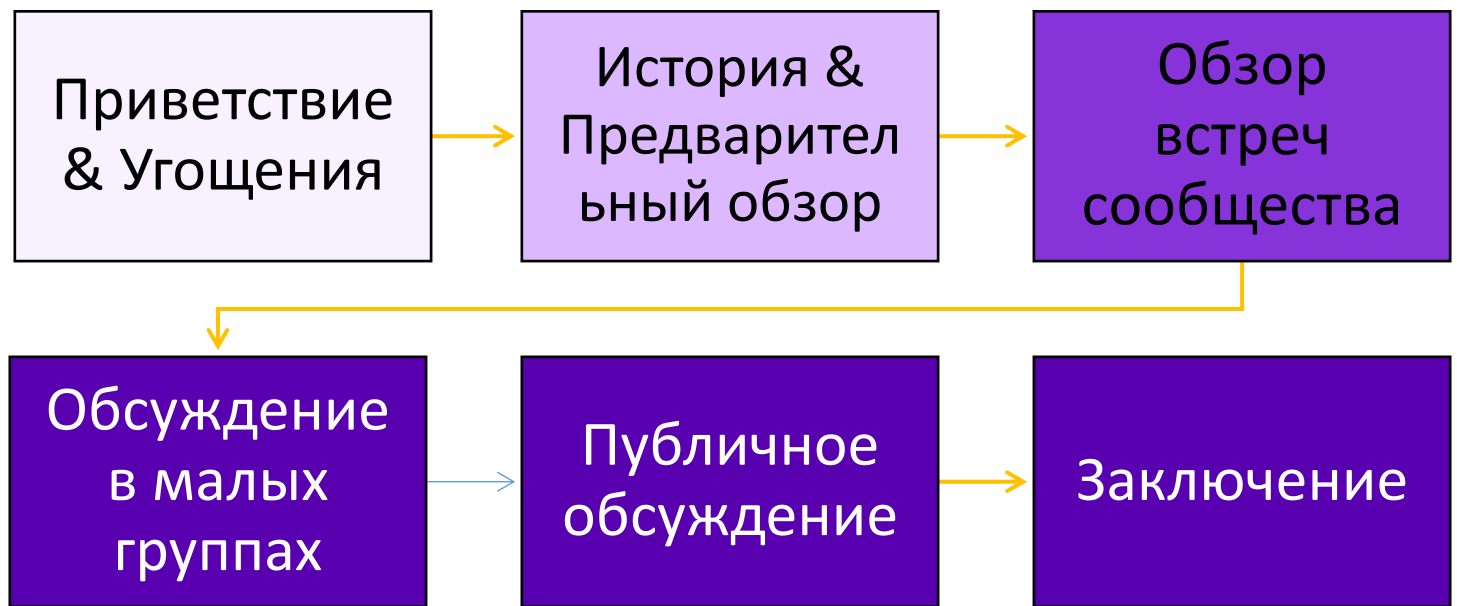 Приветствие
& Угощения
История &
Предварител
ьный обзор
Обзор
встреч
сообщества
Обсуждение
в малых
группах
Публичное
обсуждение
Заключение